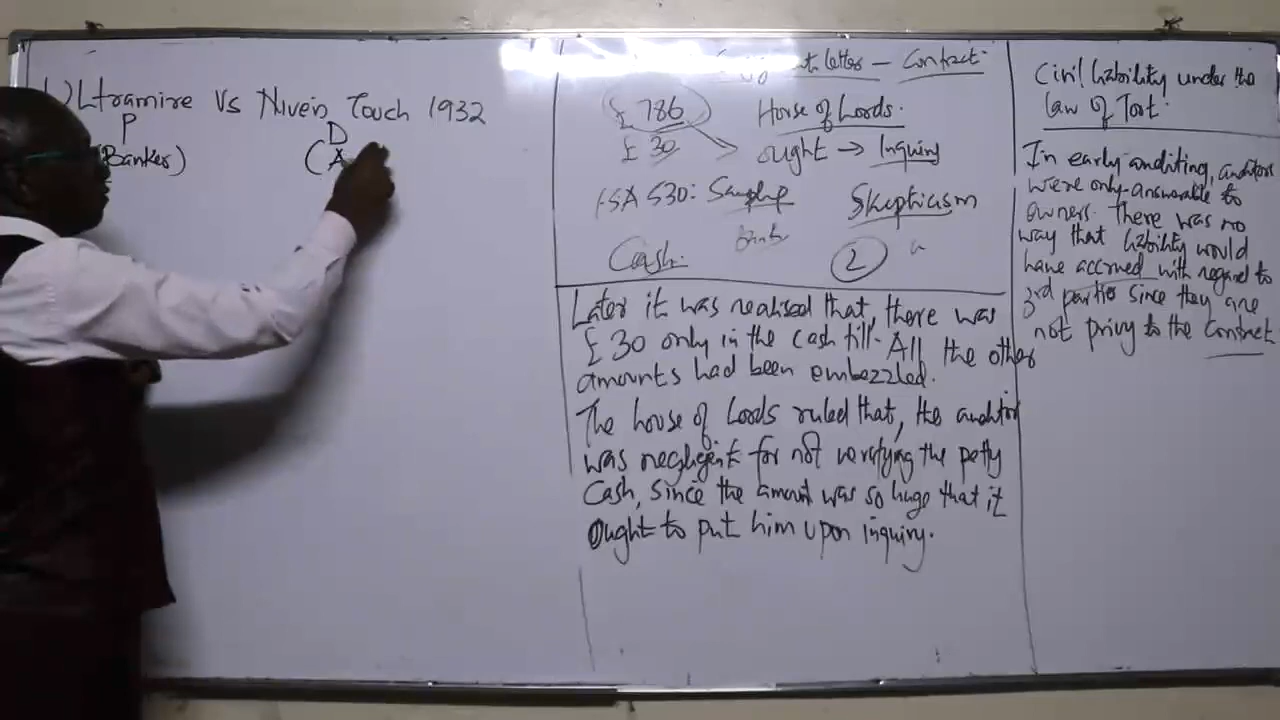 1) Ltramire Vs Niven Touch 1932
P
D
(Banker)
(A
letter – Contract
£ 786
House of Lords.
£ 30
ought → Inquiry
ISA 530: Sampling
Skepticism
Cash.
2
Later it was realised that, there was
£ 30 only in the cash till. All the other
amounts had been embezzled.
The house of Lords ruled that, the auditor
was negligent for not verifying the petty
Cash, since the amount was so huge that it
Ought to put him upon inquiry.
Civil liability under the
law of Tort.
In early auditing, auditors
were only answerable to
owners. There was no
way that liability would
have accrued with regard to
3rd parties since they are
not privy to the contract